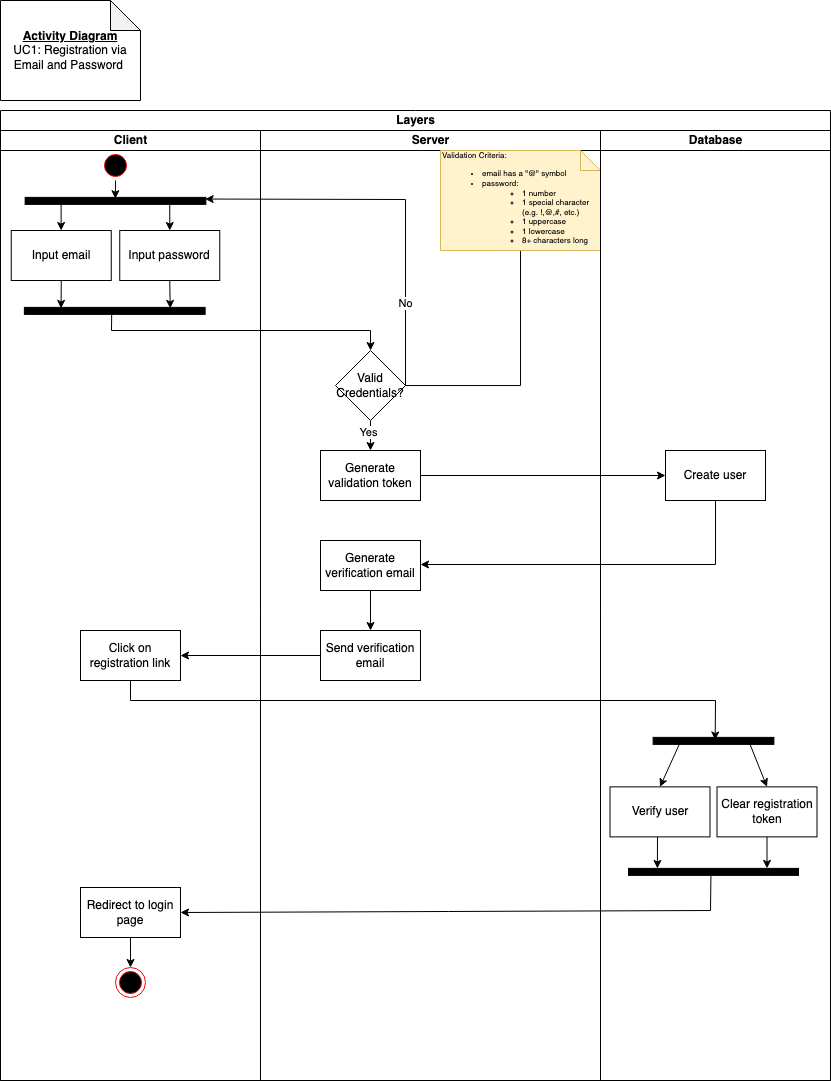 Activity Diagram
UC1: Registration via
Email and Password
Layers
Client
Server
Database
Validation Criteria:
email has a "@" symbol
password:
1 number
1 special character
(e.g. !,@,#, etc.)
1 uppercase
1 lowercase
8+ characters long
Input email
Input password
No
Valid
Credentials?
Yes
Generate
validation token
Create user
Generate
verification email
Click on
registration link
Send verification
email
Verify user
Clear registration
token
Redirect to login
page